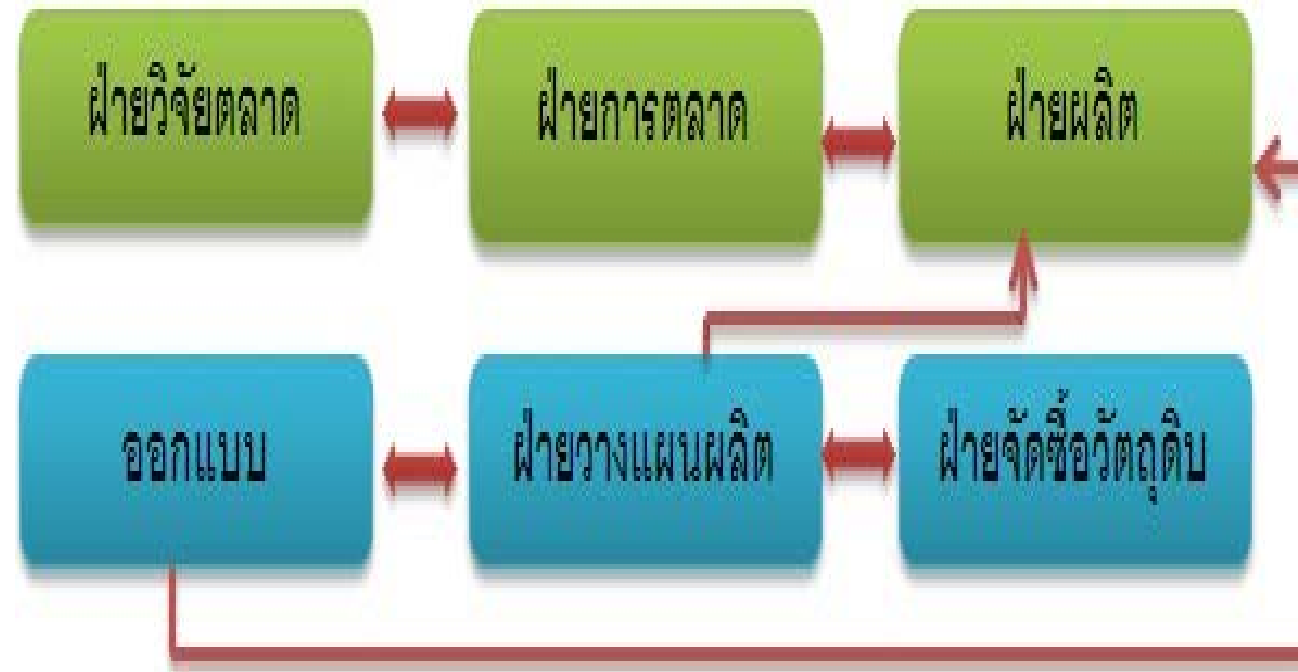 ฝ่ายวิจัยตลาด
ฝ่ายการตลาด
ฝ่ายผลิต
ออกแบบ
ฝ่ายวางแผนผลิต
ฝ่ายจัดซื้อวัตถุดิบ